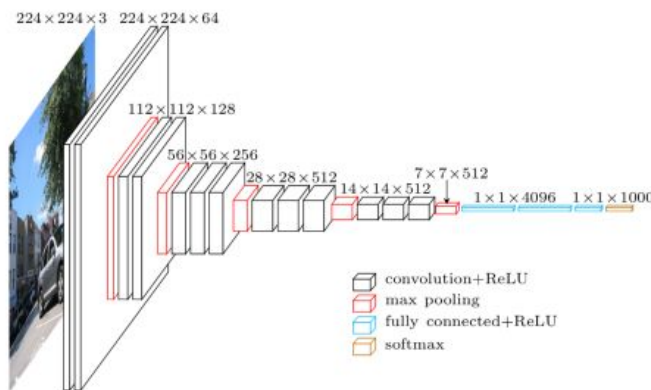 224×224×3 224×224×64
112×112×128
56×56×256
28×28×512
14×14×512
7×7×512
1×1×4096 1×1×1000
convolution+ReLU
max pooling
fully connected+ReLU
softmax